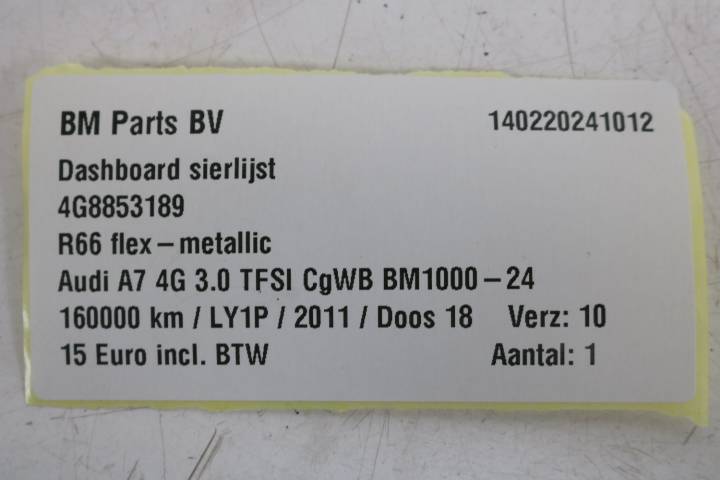 BM Parts BV 140220241012
Dashboard sierlijst
4G8853189
R66 flex – metallic
Audi A7 4G 3.0 TFSI CgWB BM1000 – 24
160000 km / LY1P / 2011 / Doos 18 Verz: 10
15 Euro incl. BTW Aantal: 1